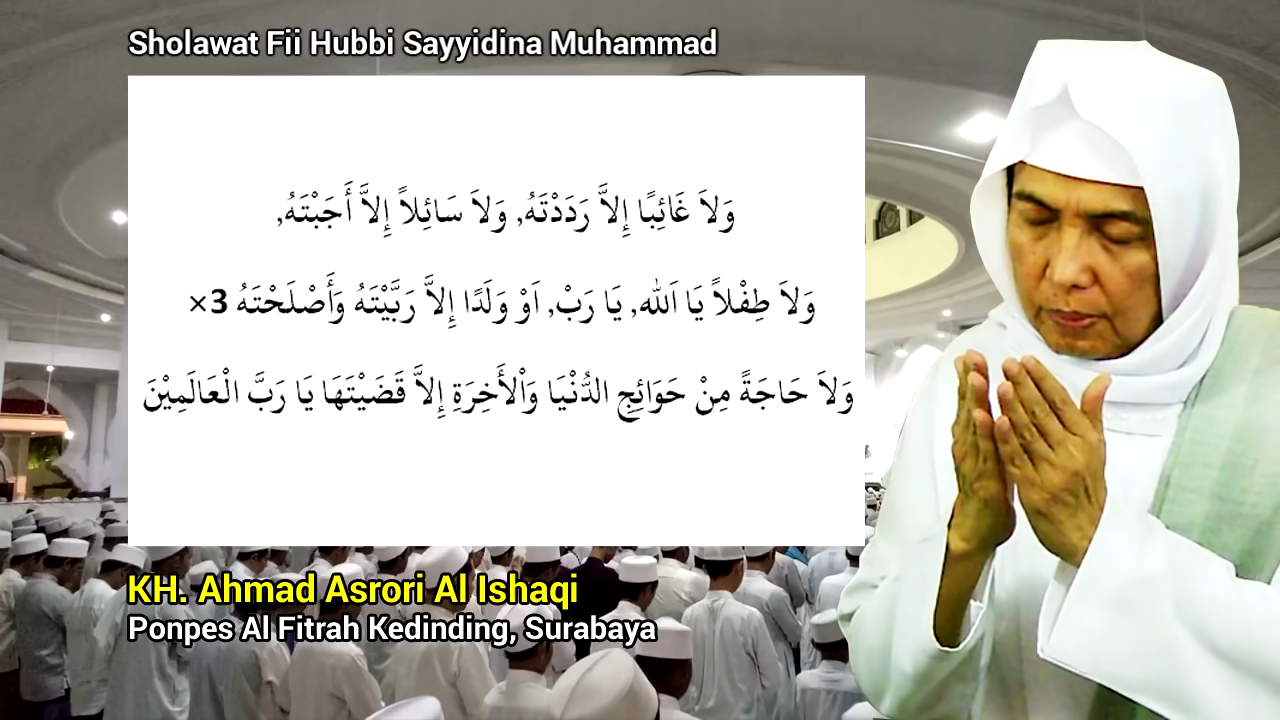 Sholawat Fii Hubbi Sayyidina Muhammad
وَلاَ غَائِبًا إِلاَّ رَدَدْتَهُ, وَلاَ سَائِلاً إِلاَّ أَجَبْتَهُ,
وَلاَ طِفْلاً يَا اَلله, يَا رَبْ, اَوْ وَلَدًا إِلاَّ رَبَّيْتَهُ وَأَصْلَحْتَهُ 3×
وَلاَ حَاجَةً مِنْ حَوَائِجِ الدُّنْيَا وَاْلأَخِرَةِ إِلاَّ قَضَيْتَهَا يَا رَبَّ الْعَالَمِيْنَ
KH. Ahmad Asrori Al Ishaqi
Ponpes Al Fitrah Kedinding, Surabaya